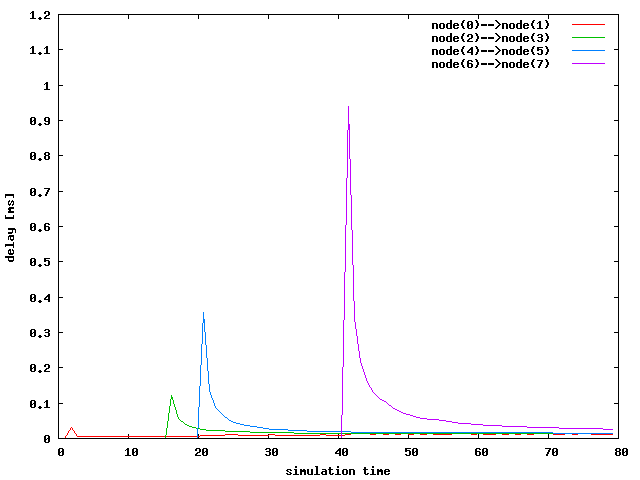 1.2
1.1
1
0.9
0.8
0.7
0.6
0.5
0.4
0.3
0.2
0.1
0
delay [ms]
node(0)-->node(1)
node(2)-->node(3)
node(4)-->node(5)
node(6)-->node(7)
0 10 20 30 40 50 60 70 80
simulation time